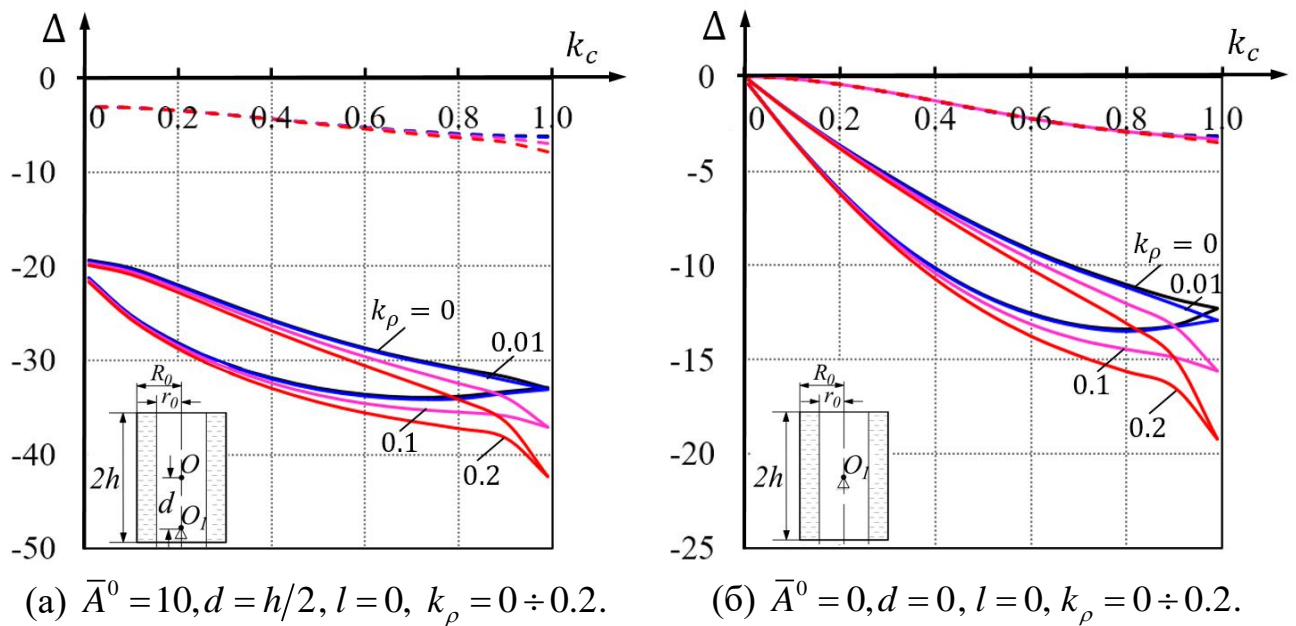 Δ
k_c
0
0 0.2 0.4 0.6 0.8 1.0
-10
-20
k_ρ = 0
0.01
-30
R_0
r_0
0.1
0.2
-40
2h
O
d
O_1
-50
(а) A̅⁰ = 10, d = h/2, l = 0, k_ρ = 0 ÷ 0.2.
Δ
k_c
0
0 0.2 0.4 0.6 0.8 1.0
-5
k_ρ = 0
-10
0.01
-15
R_0
0.1
r_0
0.2
-20
2h
O_1
-25
(б) A̅⁰ = 0, d = 0, l = 0, k_ρ = 0 ÷ 0.2.